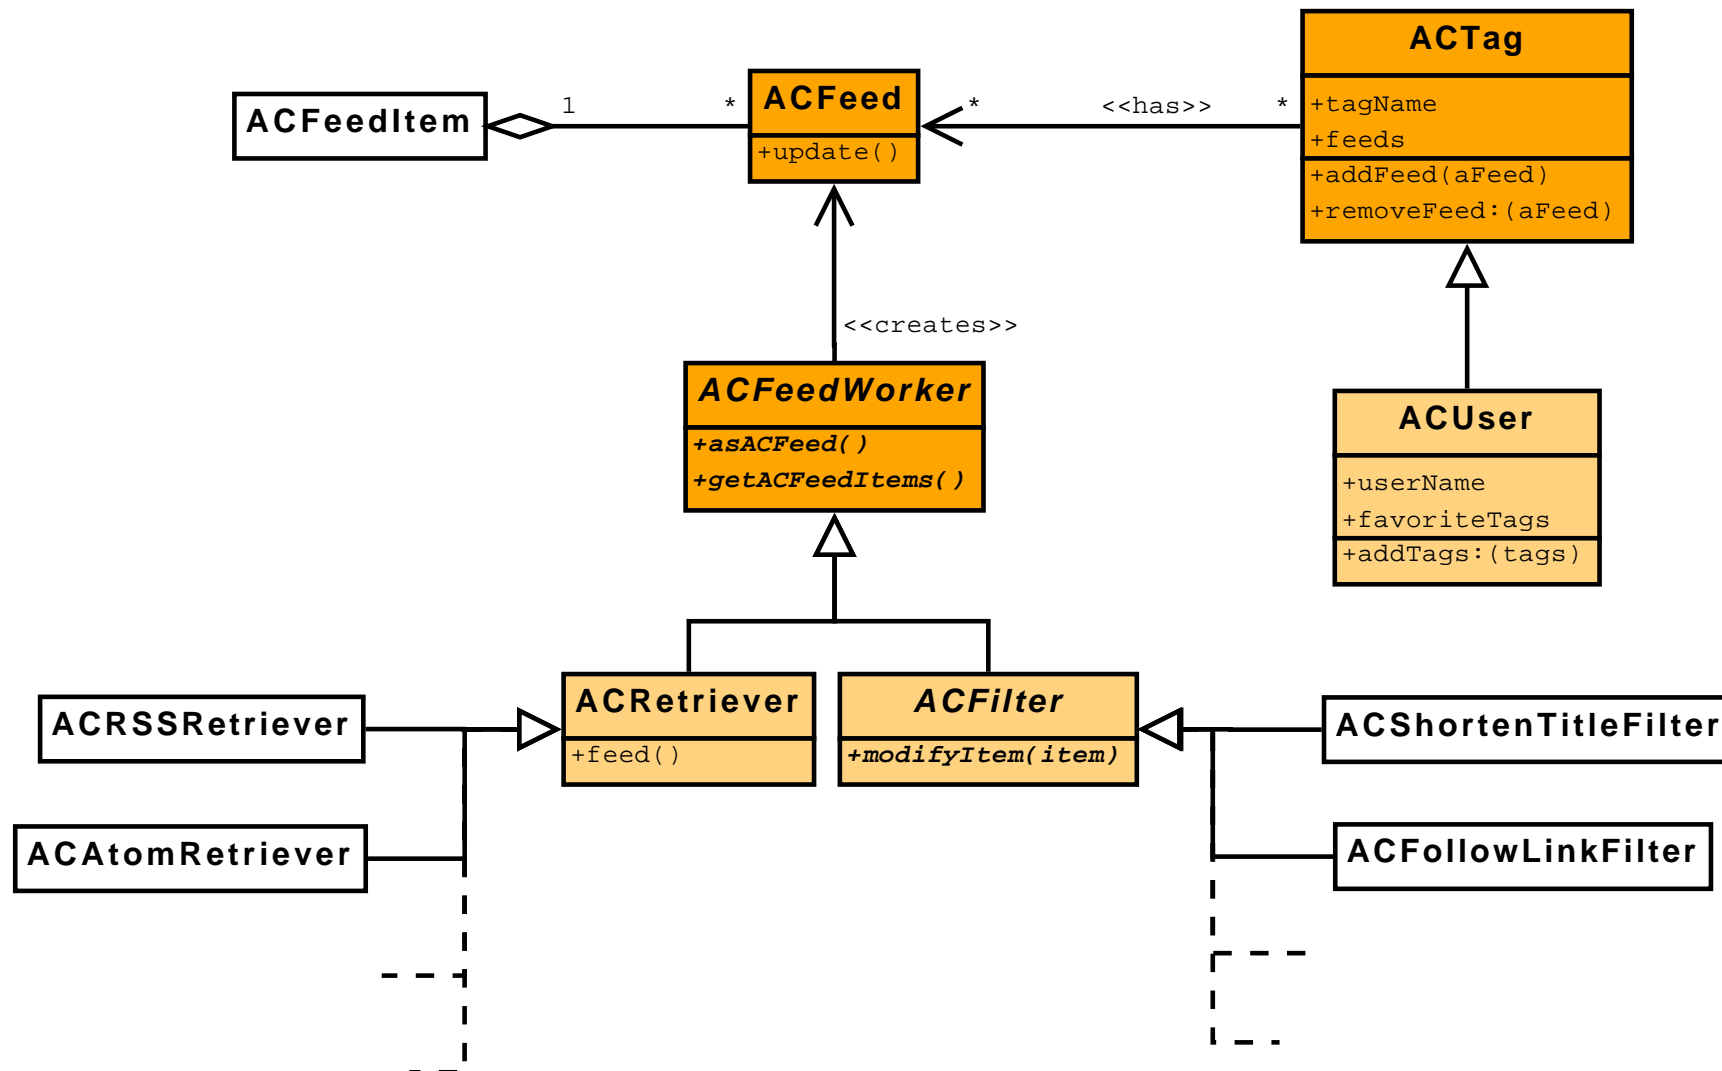 ACTag
+tagName
+feeds
+addFeed(aFeed)
+removeFeed:(aFeed)
ACFeedItem
1
*
ACFeed
+update()
*
<<has>>
*
<<creates>>
ACFeedWorker
+asACFeed()
+getACFeedItems()
ACUser
+userName
+favoriteTags
+addTags:(tags)
ACRSSRetriever
ACRetriever
+feed()
ACFilter
+modifyItem(item)
ACShortenTitleFilter
ACAtomRetriever
ACFollowLinkFilter